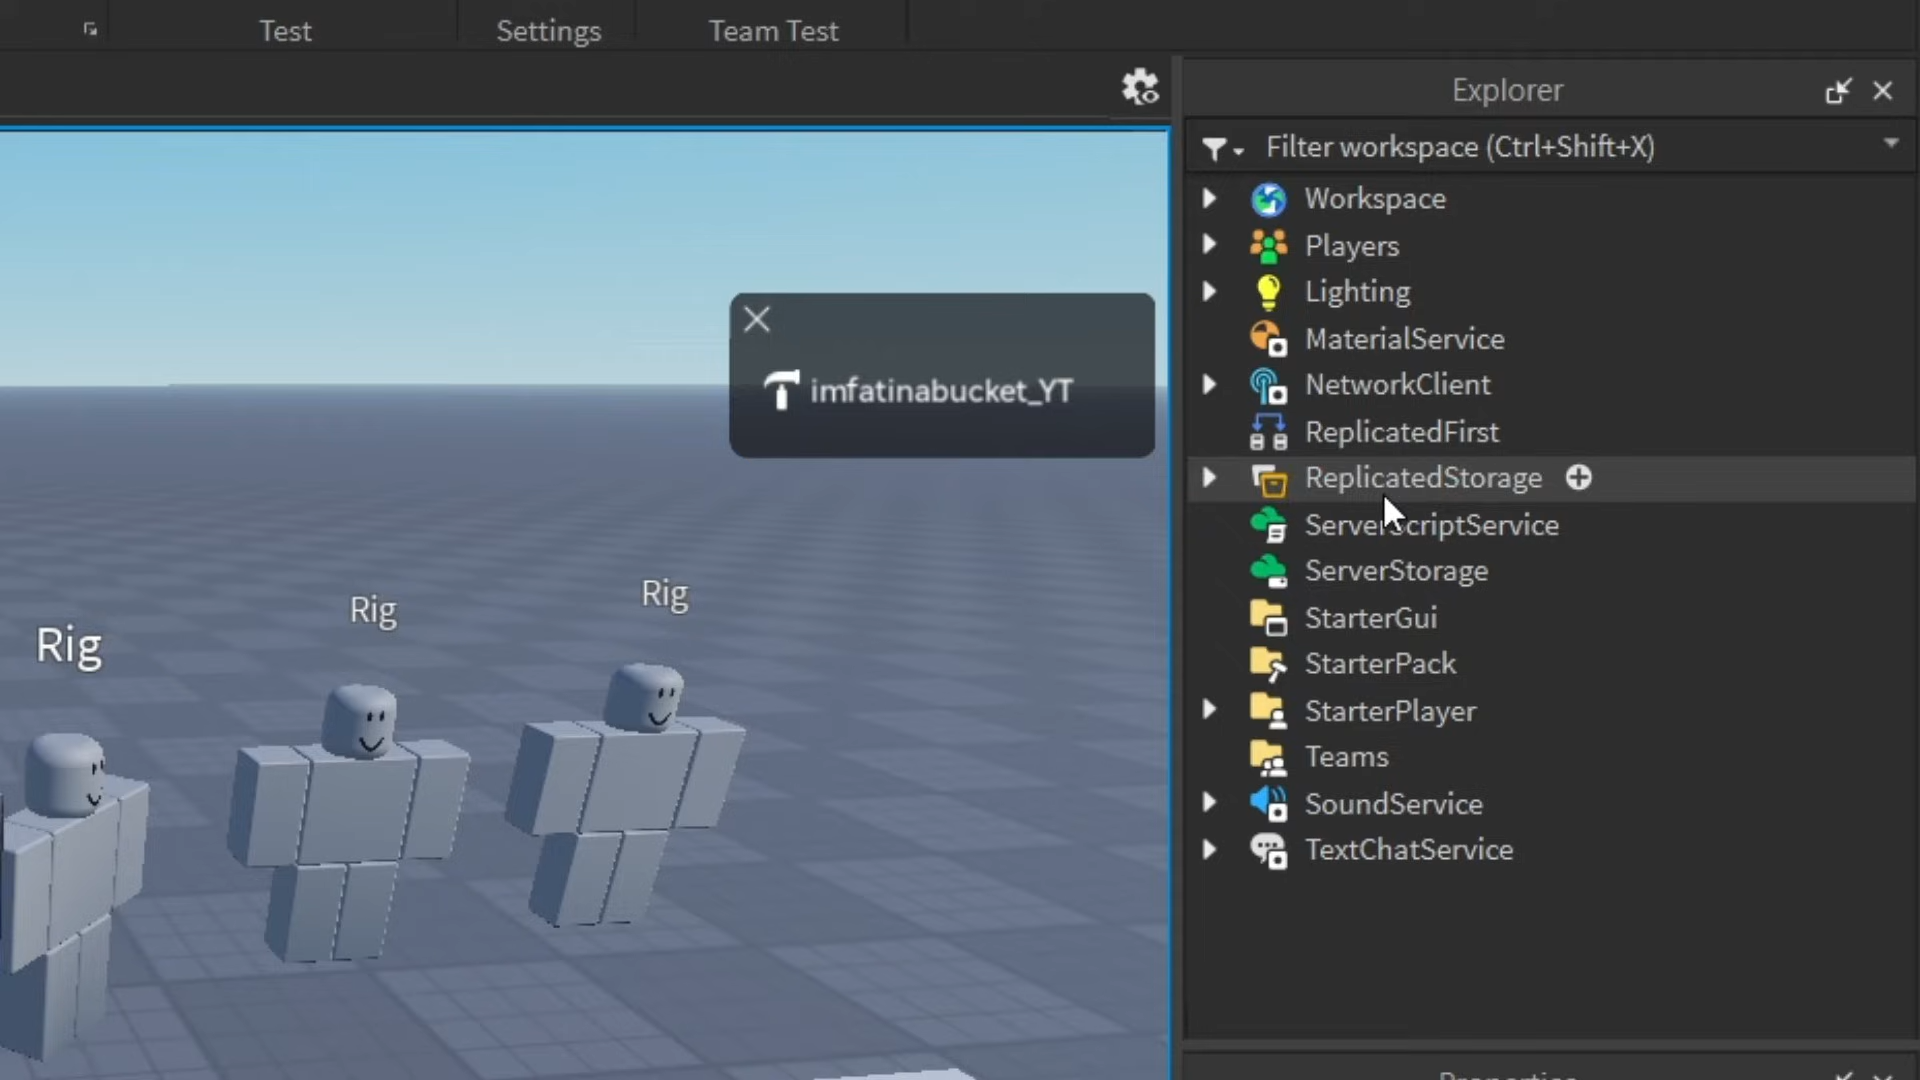 Test
Settings
Team Test
Explorer
Filter workspace (Ctrl+Shift+X)
Workspace
Players
Lighting
MaterialService
NetworkClient
ReplicatedFirst
ReplicatedStorage
ServerScriptService
ServerStorage
StarterGui
StarterPack
StarterPlayer
Teams
SoundService
TextChatService
imfatinabucket_YT
Rig
Rig
Rig
Properties